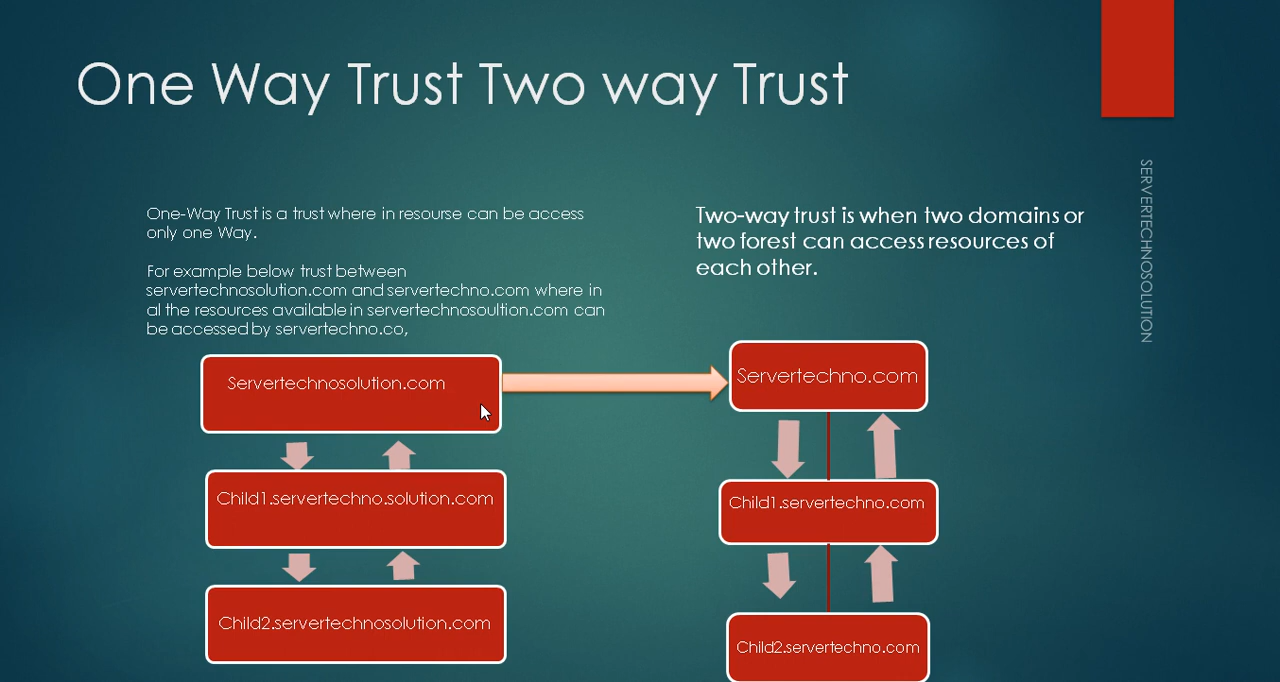 One Way Trust Two way Trust
One-Way Trust is a trust where in resourse can be access
only one Way.
For example below trust between
servertechnosolution.com and servertechno.com where in
al the resources available in servertechnosoultion.com can
be accessed by servertechno.co,
Two-way trust is when two domains or
two forest can access resources of
each other.
SERVERTECHNOSOLUTION
Servertechnosolution.com
Servertechno.com
Child1.servertechno.solution.com
Child1.servertechno.com
Child2.servertechnosolution.com
Child2.servertechno.com